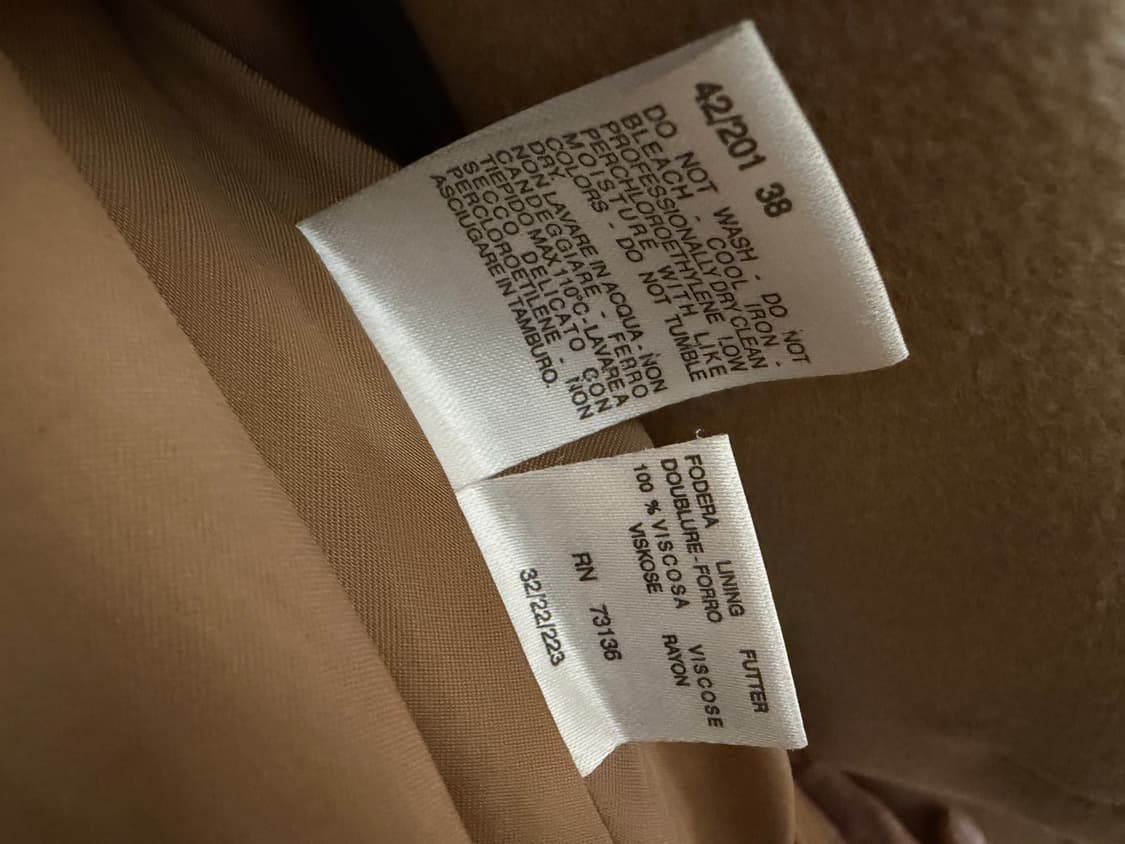 42/201 38
DO NOT WASH - DO NOT
BLEACH - COOL IRON -
PROFESSIONALLY DRY CLEAN
PERCHLOROETHYLENE LOW
MOISTURE WITH LIKE
COLORS - DO NOT TUMBLE
DRY.
NON LAVARE IN ACQUA - NON
CANDEGGIARE - FERRO
TIEPIDO MAX 110°C - LAVARE A
SECCO DELICATO CON
PERCLOROETILENE - NON
ASCIUGARE IN TAMBURO.
FODERA LINING FUTTER
DOUBLURE - FORRO
100 % VISCOSA VISCOSE
VISKOSE RAYON
RN 73136
32/22/223